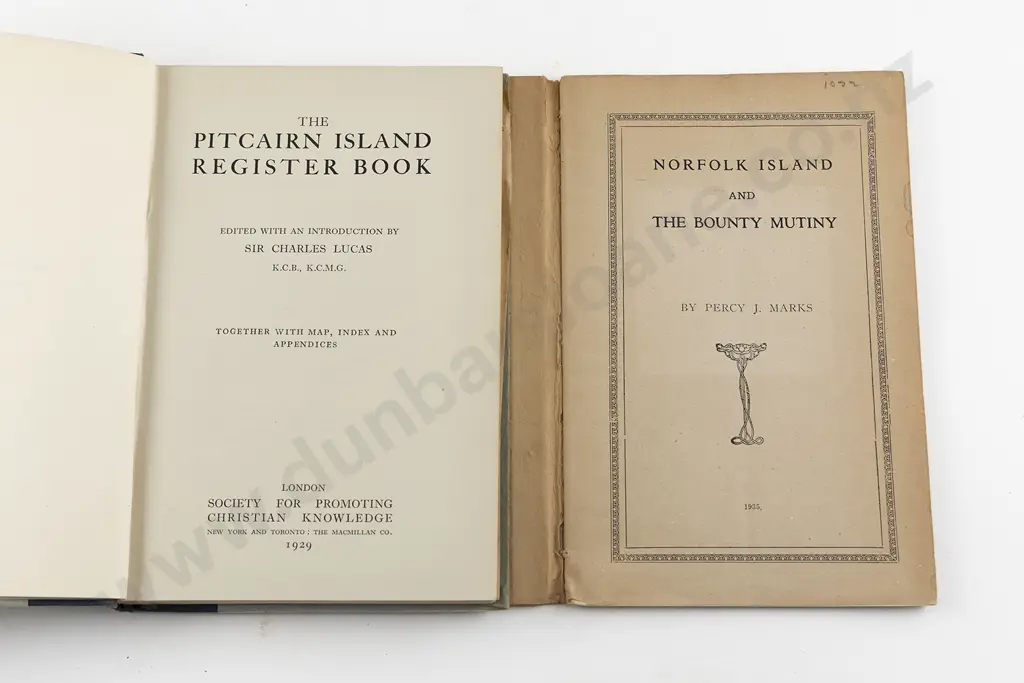 THE
PITCAIRN ISLAND
REGISTER BOOK
EDITED WITH AN INTRODUCTION BY
SIR CHARLES LUCAS
K.C.B., K.C.M.G.
TOGETHER WITH MAP, INDEX AND
APPENDICES
LONDON
SOCIETY FOR PROMOTING
CHRISTIAN KNOWLEDGE
NEW YORK AND TORONTO: THE MACMILLAN CO.
1929
NORFOLK ISLAND
AND
THE BOUNTY MUTINY
BY PERCY J. MARKS
1935,
www.dunbarsloane.co.nz